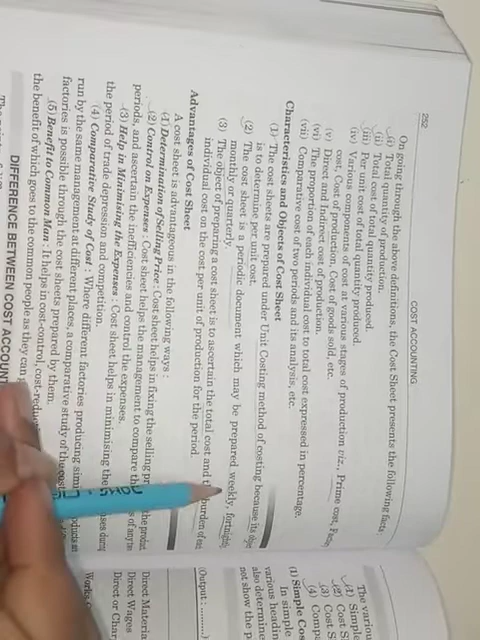 252
COST ACCOUNTING
On going through the above definitions, the Cost Sheet presents the following facts
(i) Total quantity of production.
(ii) Total cost of total quantity produced.
(iii) Per unit cost of total quantity produced.
(iv) Various components of cost at various stages of production viz., Prime cost,
cost, Cost of production, Cost of goods sold, etc.
(v) Direct and Indirect cost of production.
(vi) The proportion of each individual cost to total cost expressed in percentage.
(vii) Comparative cost of two periods and its analysis, etc.
Characteristics and Objects of Cost Sheet
(1) The cost sheets are prepared under Unit Costing method of costing because its
is to determine per unit cost.
(2) The cost sheet is a periodic document which may be prepared weekly,
monthly or quarterly.
(3) The object of preparing a cost sheet is to ascertain the total cost and burden of
individual cost on the cost per unit of production for the period.
Advantages of Cost Sheet
A cost sheet is advantageous in the following ways :
(1) Determination of Selling Price : Cost sheet helps in fixing the selling the
(2) Control on Expenses : Cost sheet helps the management to compare of any
periods, and ascertain the inefficiencies and control the expenses.
(3) Help in Minimising the Expenses : Cost sheet helps in minimising the
the period of trade depression and competition.
(4) Comparative Study of Cost : Where different factories producing
run by the same management at different places, a comparative study of the
factories is possible through the cost sheets prepared by them.
(5) Benefit to Common Man : It helps in cost-control,
the benefit of which goes to the common people as they can
DIFFERENCE BETWEEN COST
The
(1) Simple
(2) Cost
(3) Cost
(4)
(1) Simple
In simple
various
also determine
not show the
(Output :
Direct
Direct Wages
Direct or
Works